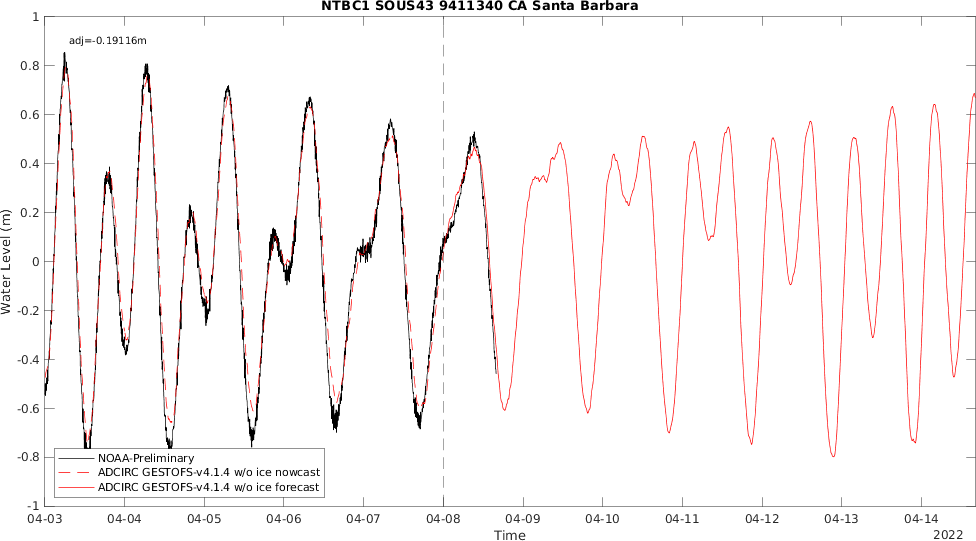 NTBC1 SOUS43 9411340 CA Santa Barbara
1
0.8
0.6
0.4
0.2
0
-0.2
-0.4
-0.6
-0.8
-1
Water Level (m)
adj=-0.19116m
NOAA-Preliminary
ADCIRC GESTOFS-v4.1.4 w/o ice nowcast
ADCIRC GESTOFS-v4.1.4 w/o ice forecast
04-03 04-04 04-05 04-06 04-07 04-08 04-09 04-10 04-11 04-12 04-13 04-14
Time
2022